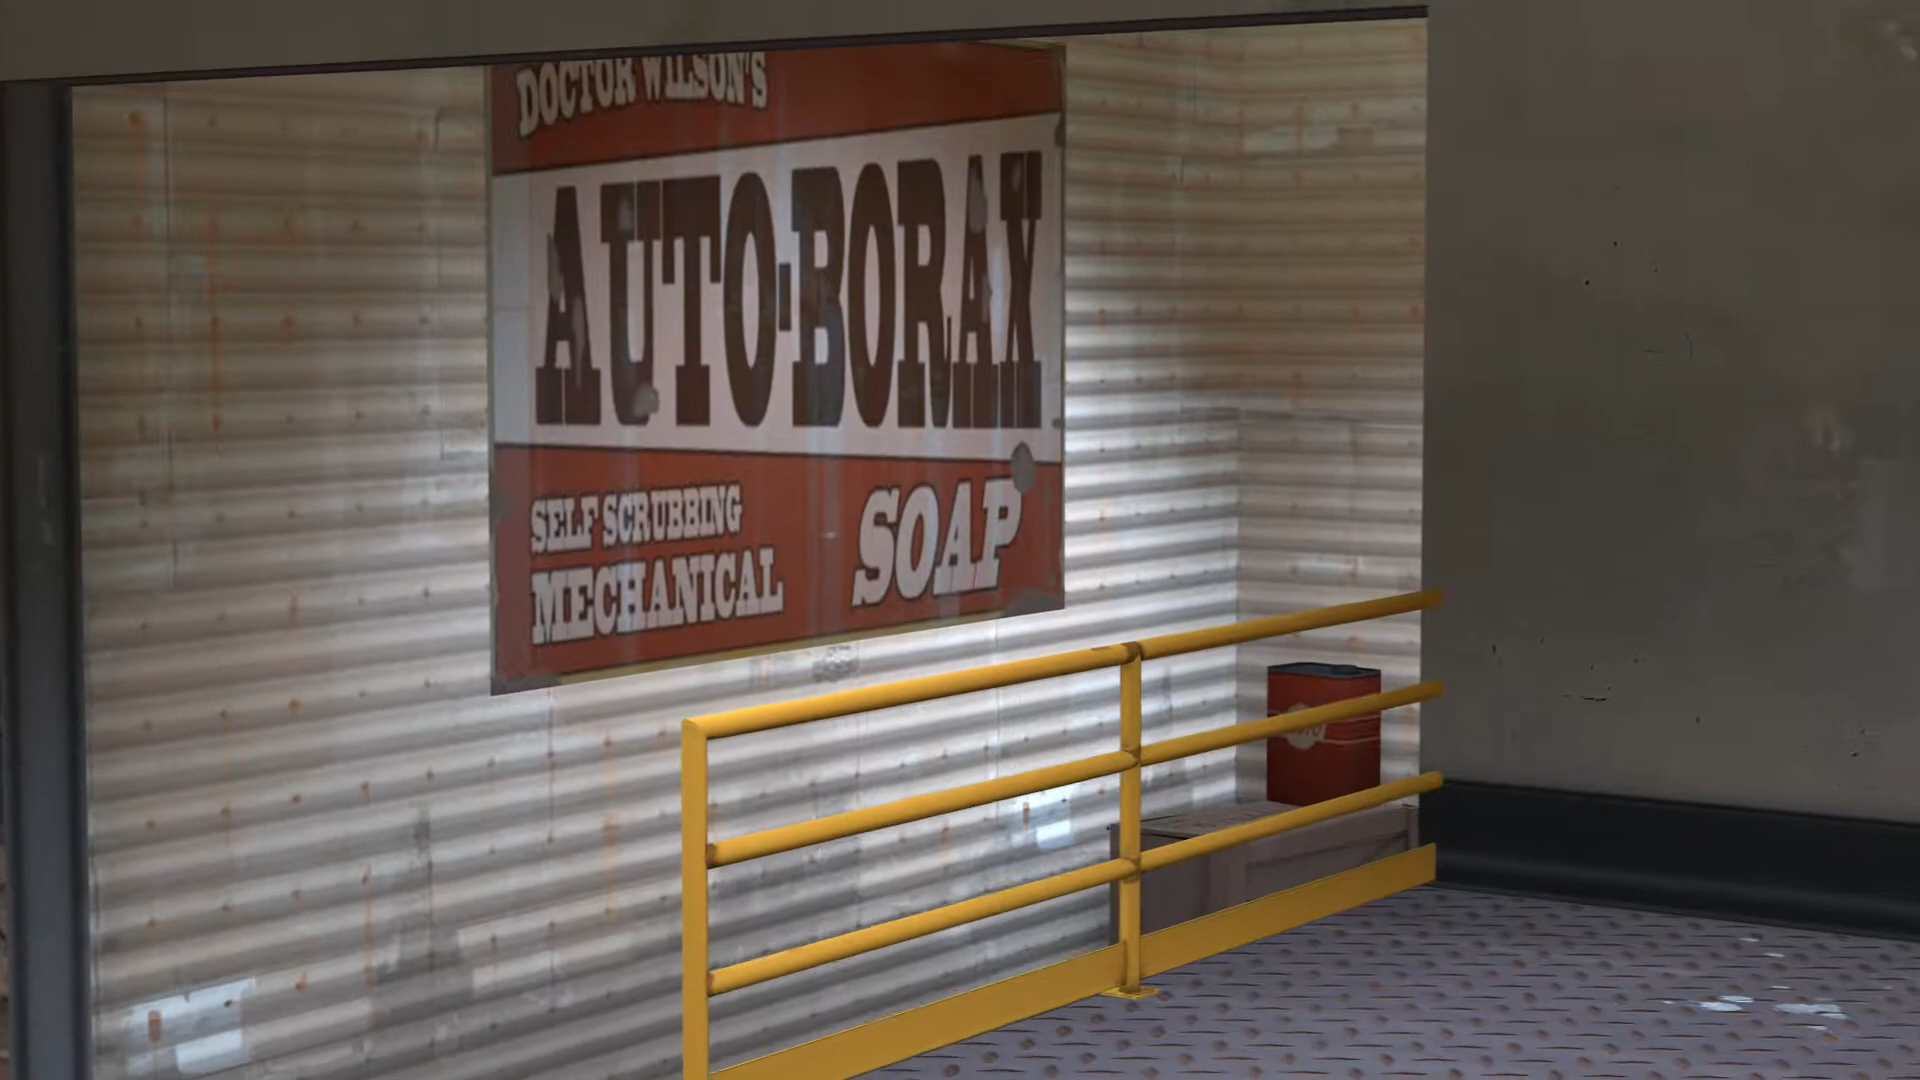 DOCTOR WILSON'S
AUTO-BORAX
SELF SCRUBBING
MECHANICAL
SOAP